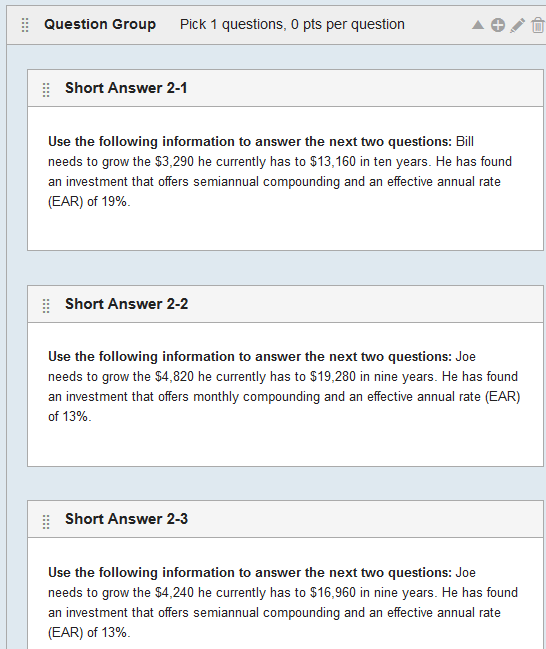 Question Group Pick 1 questions, 0 pts per question
Short Answer 2-1
Use the following information to answer the next two questions: Bill
needs to grow the $3,290 he currently has to $13,160 in ten years. He has found
an investment that offers semiannual compounding and an effective annual rate
(EAR) of 19%.
Short Answer 2-2
Use the following information to answer the next two questions: Joe
needs to grow the $4,820 he currently has to $19,280 in nine years. He has found
an investment that offers monthly compounding and an effective annual rate (EAR)
of 13%.
Short Answer 2-3
Use the following information to answer the next two questions: Joe
needs to grow the $4,240 he currently has to $16,960 in nine years. He has found
an investment that offers semiannual compounding and an effective annual rate
(EAR) of 13%.